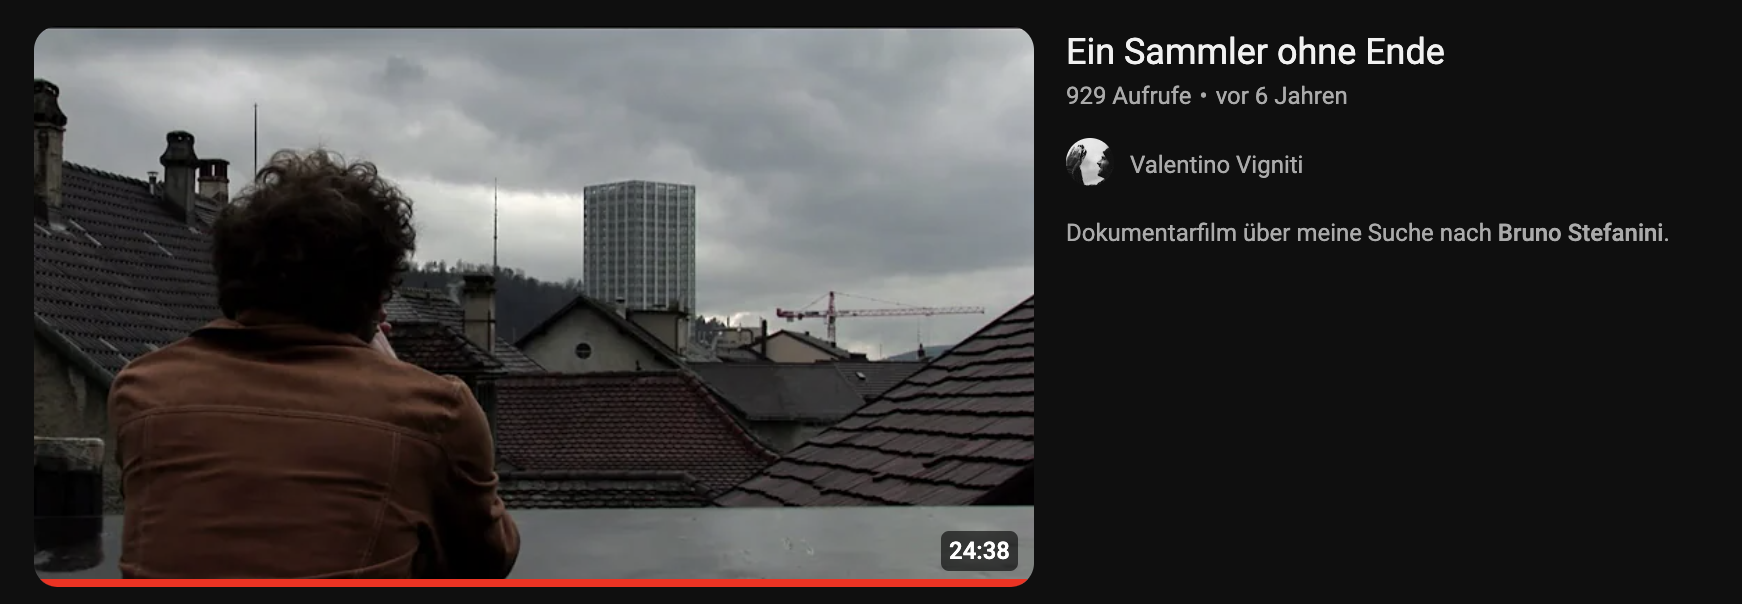 Ein Sammler ohne Ende
929 Aufrufe • vor 6 Jahren
Valentino Vigniti
Dokumentarfilm über meine Suche nach Bruno Stefanini.
24:38